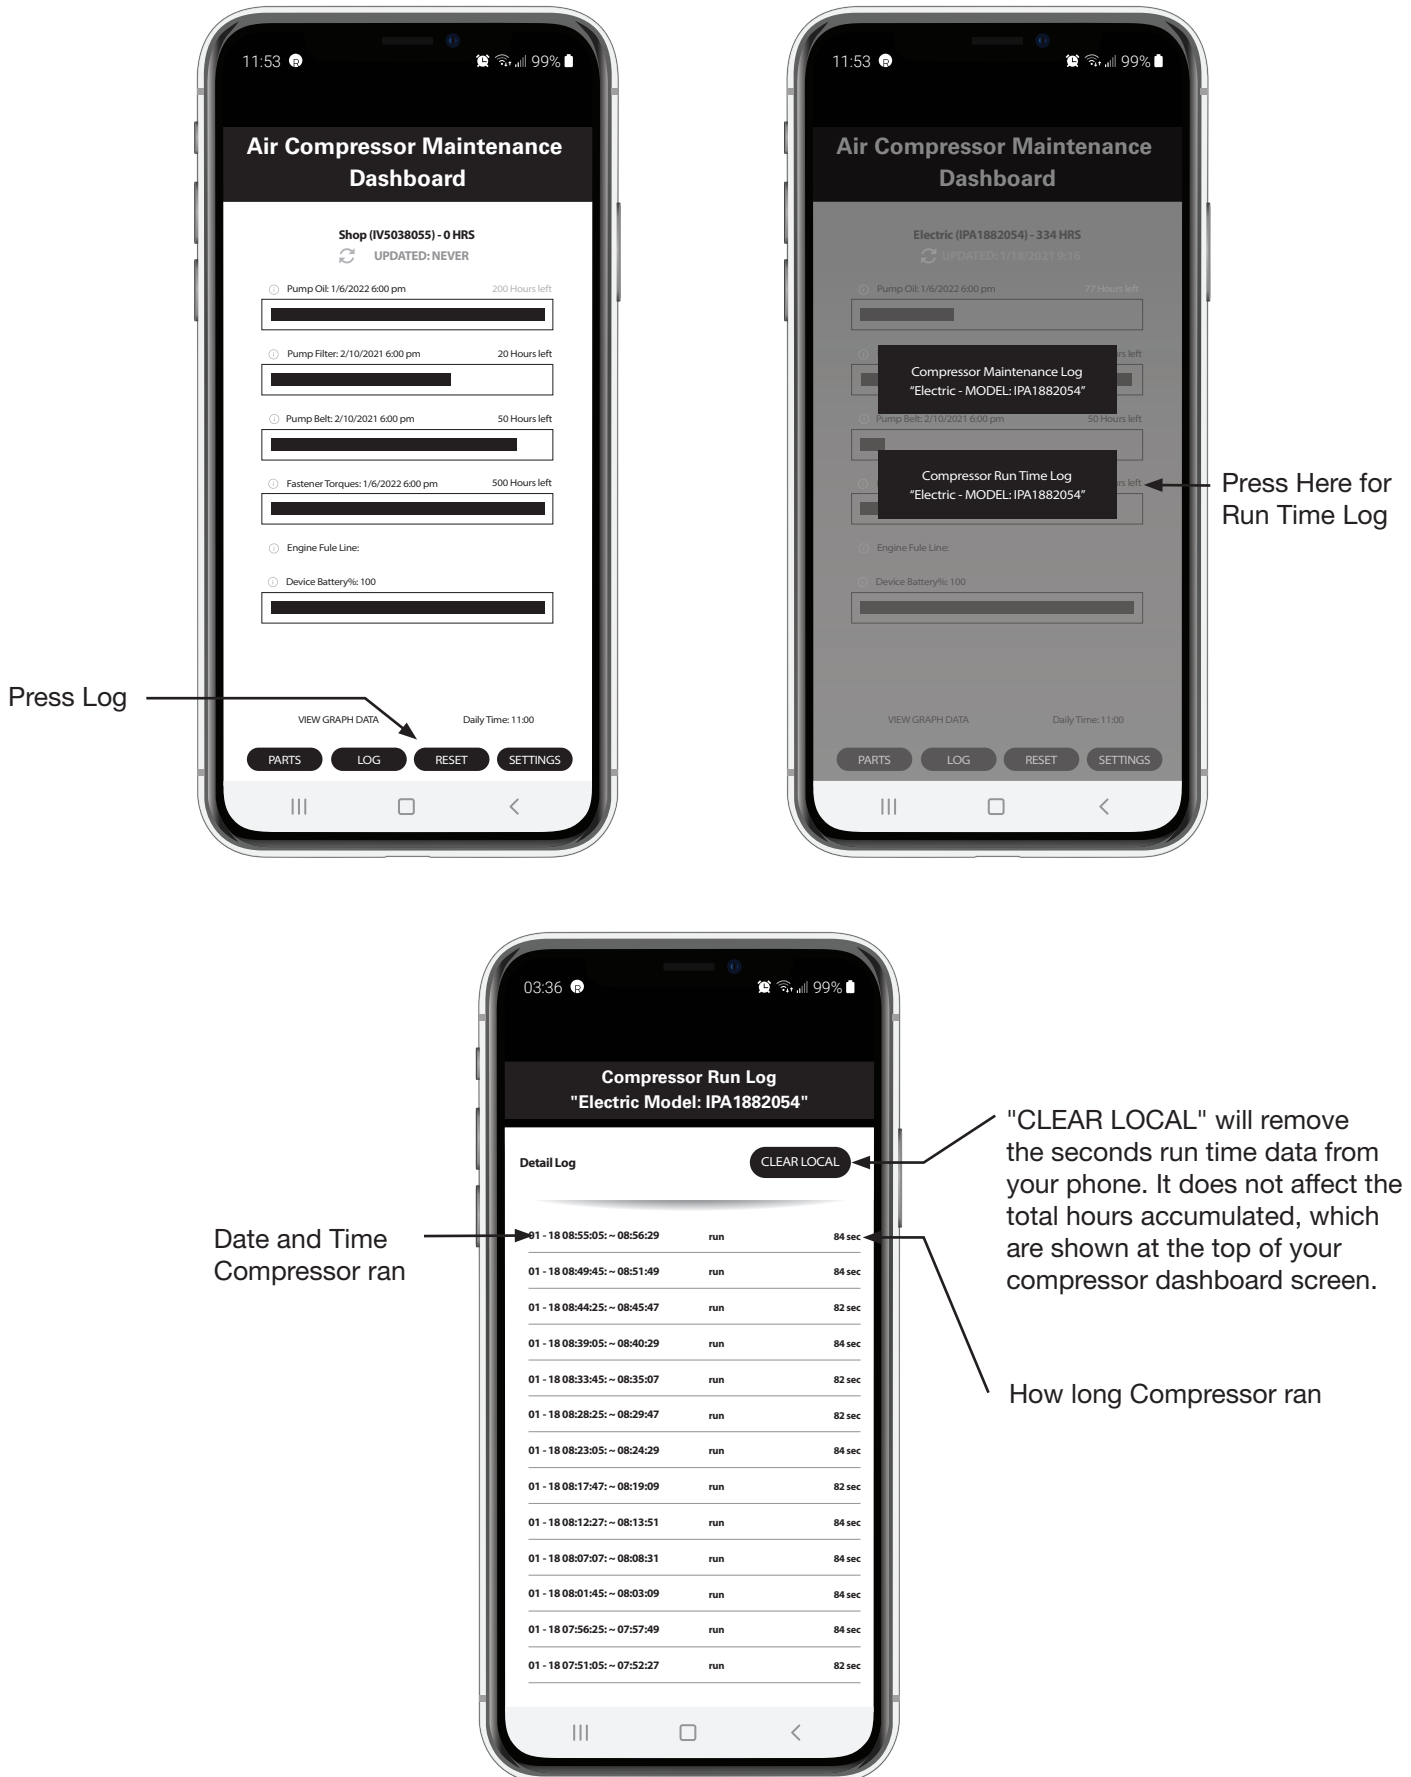 11:53 R 99%
Air Compressor Maintenance
Dashboard
Shop (IV5038055) - 0 HRS
UPDATED: NEVER
Pump Oil: 1/6/2022 6:00 pm 200 Hours left
Pump Filter: 2/10/2021 6:00 pm 20 Hours left
Pump Belt: 2/10/2021 6:00 pm 50 Hours left
Fastener Torques: 1/6/2022 6:00 pm 500 Hours left
Engine Fule Line:
Device Battery%: 100
VIEW GRAPH DATA Daily Time: 11:00
PARTS LOG RESET SETTINGS
Press Log
11:53 R 99%
Air Compressor Maintenance
Dashboard
Electric (IPA1882054) - 334 HRS
UPDATED: 1/18/2021 9:16
Pump Oil: 1/6/2022 6:00 pm 77 Hours left
rs left
Compressor Maintenance Log
"Electric - MODEL: IPA1882054"
Pump Belt: 2/10/2021 6:00 pm 50 Hours left
rs left
Compressor Run Time Log
"Electric - MODEL: IPA1882054"
Engine Fule Line:
Device Battery%: 100
VIEW GRAPH DATA Daily Time: 11:00
PARTS LOG RESET SETTINGS
Press Here for
Run Time Log
03:36 R 99%
Compressor Run Log
"Electric Model: IPA1882054"
Detail Log CLEAR LOCAL
01 - 18 08:55:05: ~ 08:56:29 run 84 sec
01 - 18 08:49:45: ~ 08:51:49 run 84 sec
01 - 18 08:44:25: ~ 08:45:47 run 82 sec
01 - 18 08:39:05: ~ 08:40:29 run 84 sec
01 - 18 08:33:45: ~ 08:35:07 run 82 sec
01 - 18 08:28:25: ~ 08:29:47 run 82 sec
01 - 18 08:23:05: ~ 08:24:29 run 84 sec
01 - 18 08:17:47: ~ 08:19:09 run 82 sec
01 - 18 08:12:27: ~ 08:13:51 run 84 sec
01 - 18 08:07:07: ~ 08:08:31 run 84 sec
01 - 18 08:01:45: ~ 08:03:09 run 84 sec
01 - 18 07:56:25: ~ 07:57:49 run 84 sec
01 - 18 07:51:05: ~ 07:52:27 run 82 sec
Date and Time
Compressor ran
"CLEAR LOCAL" will remove
the seconds run time data from
your phone. It does not affect the
total hours accumulated, which
are shown at the top of your
compressor dashboard screen.
How long Compressor ran